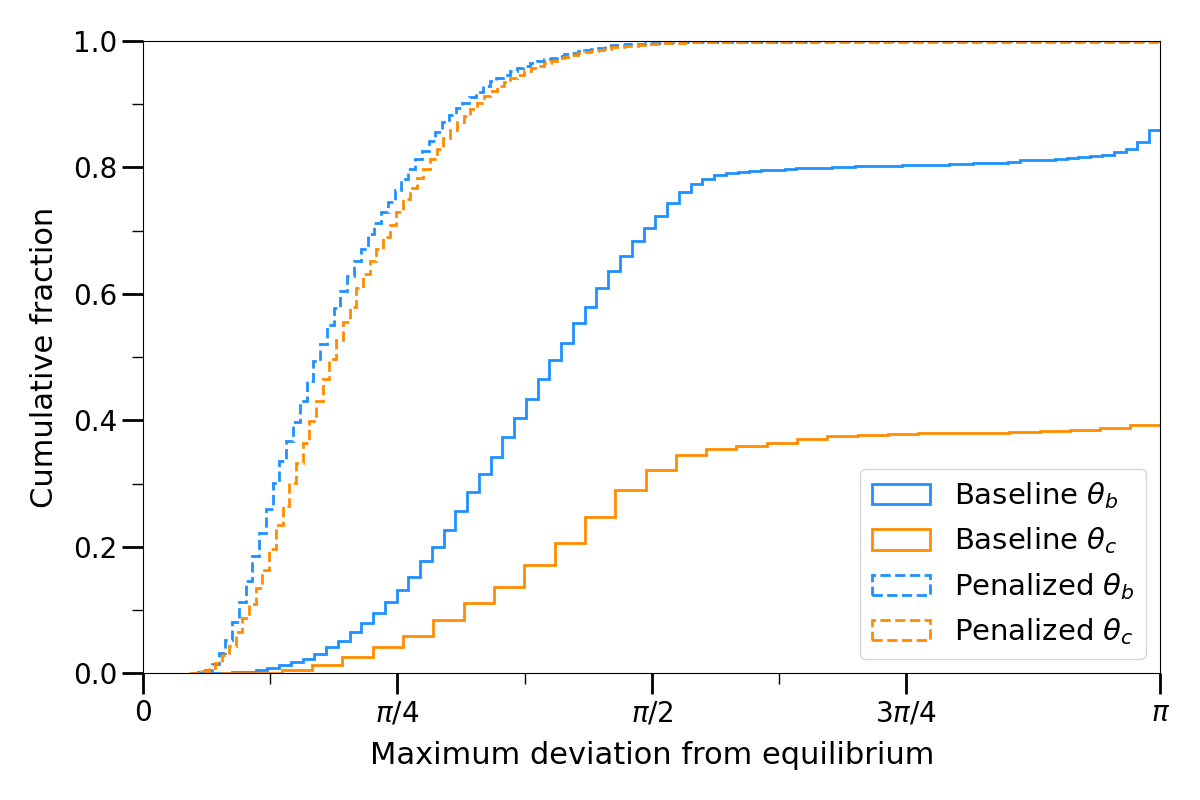 1.0
0.8
0.6
0.4
0.2
0.0
Cumulative fraction
0
π/4
π/2
3π/4
π
Maximum deviation from equilibrium
Baseline θ_b
Baseline θ_c
Penalized θ_b
Penalized θ_c